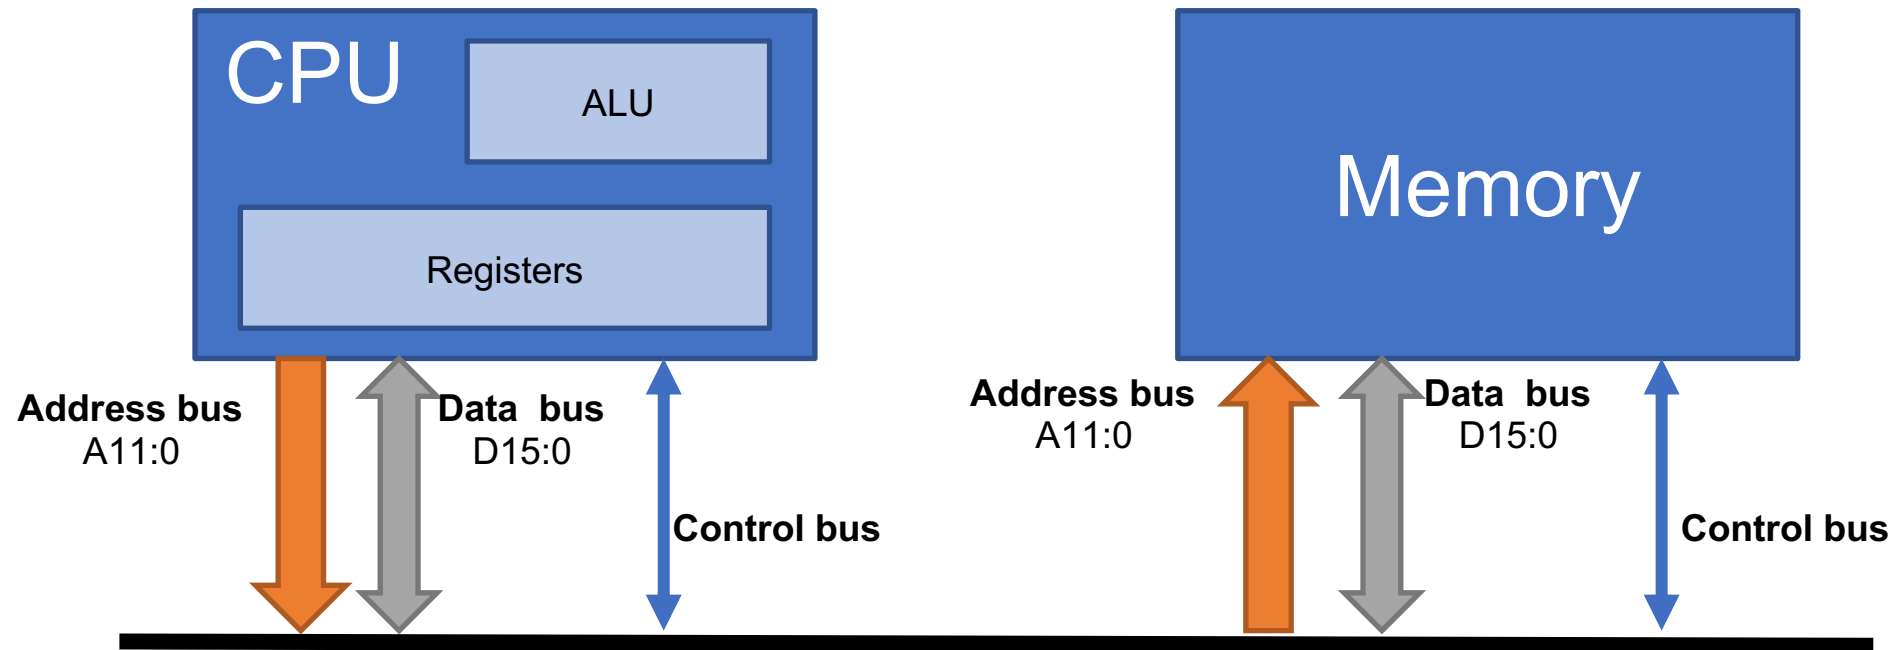 CPU
ALU
Registers
Memory
Address bus
A11:0
Data  bus
D15:0
Control bus
Address bus
A11:0
Data  bus
D15:0
Control bus